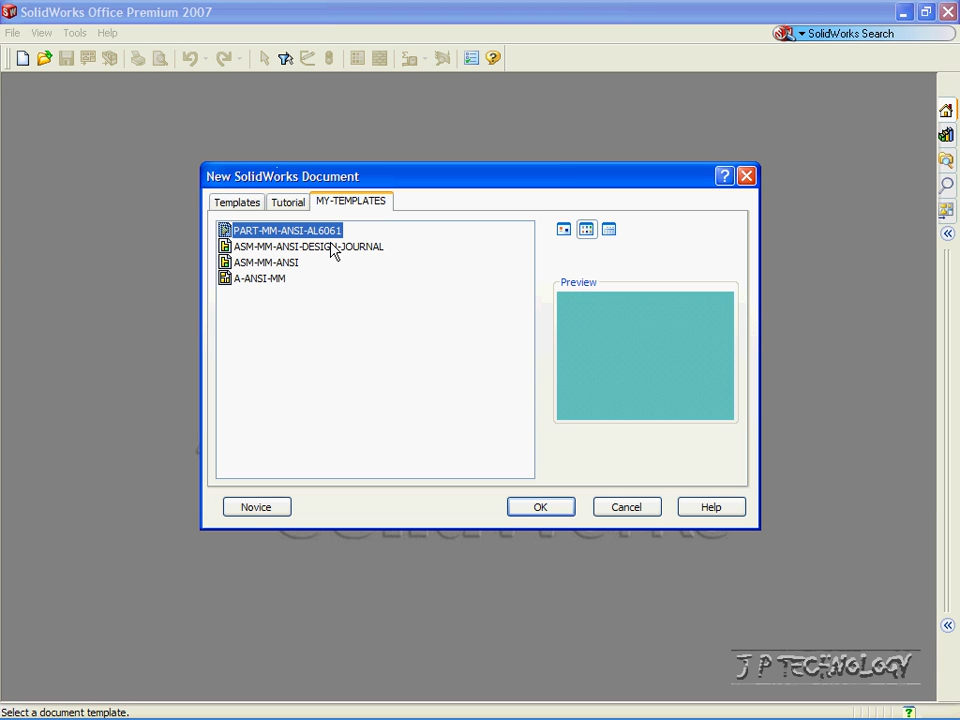 SolidWorks Office Premium 2007
File View Tools Help
SolidWorks Search
New SolidWorks Document
Templates Tutorial MY-TEMPLATES
PART-MM-ANSI-AL6061
ASM-MM-ANSI-DESIGN-JOURNAL
ASM-MM-ANSI
A-ANSI-MM
Preview
Novice OK Cancel Help
SolidWorks
J P TECHNOLOGY
Select a document template.